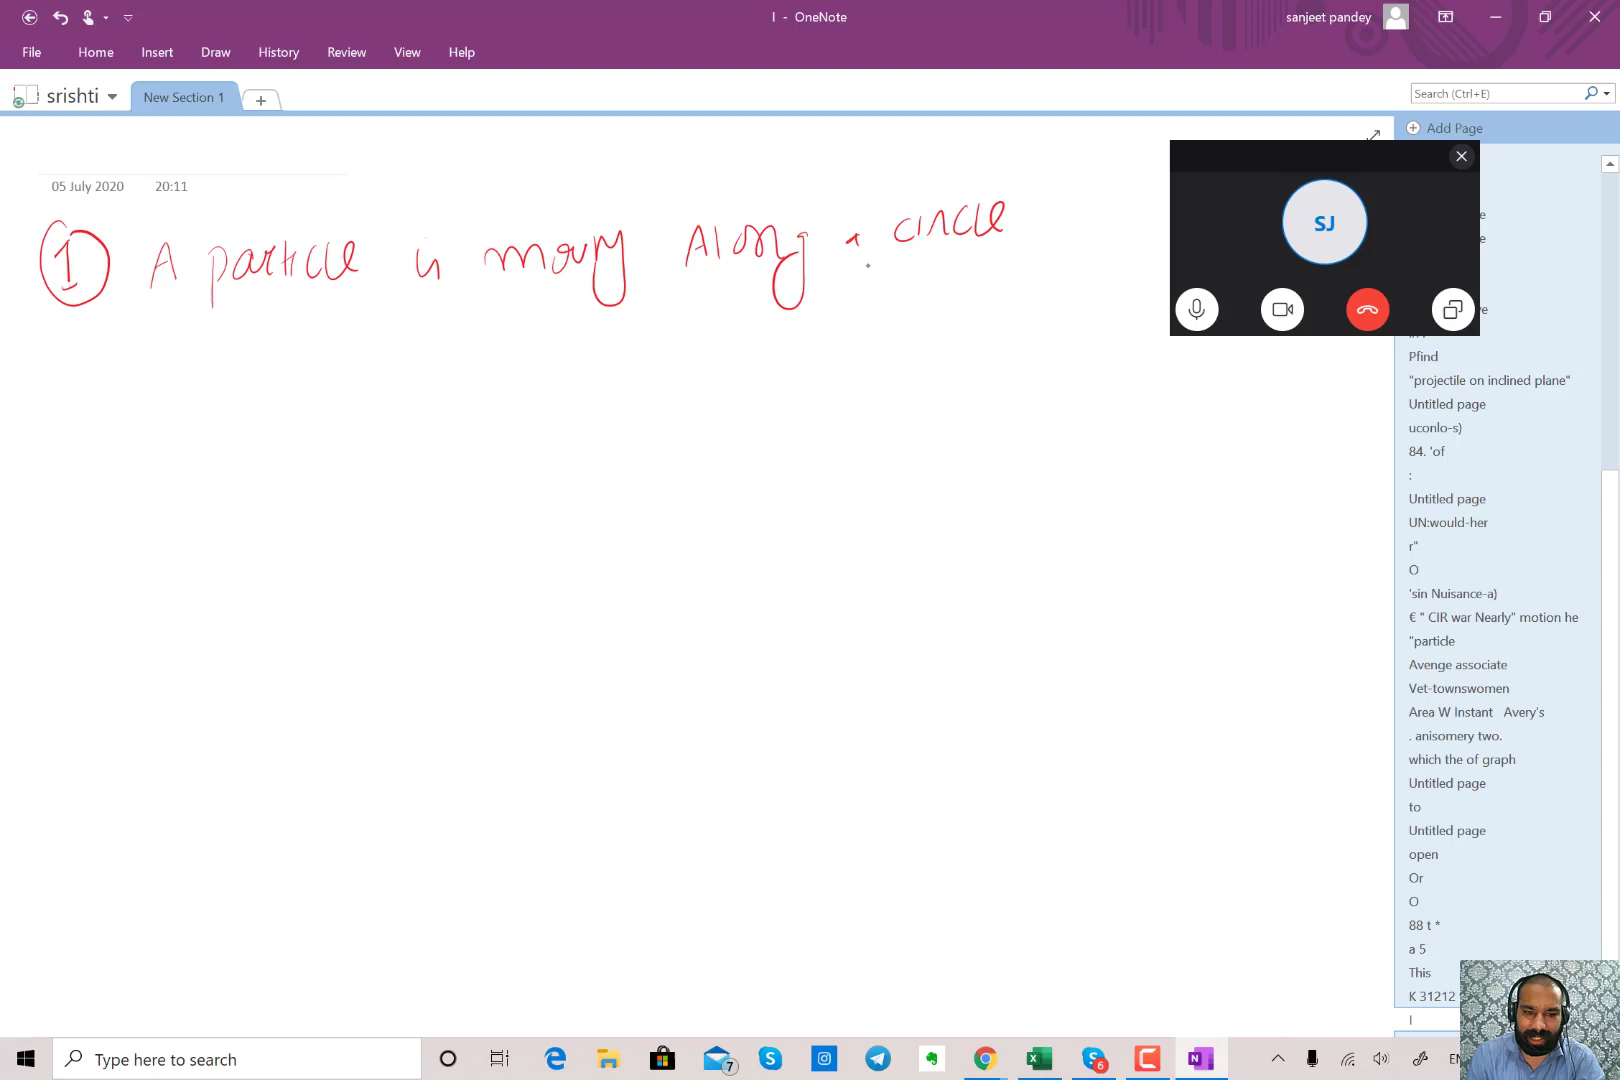 I - OneNote
sanjeet pandey
File Home Insert Draw History Review View Help
srishti
New Section 1
Search (Ctrl+E)
Add Page
05 July 2020 20:11
1 A particle is moving Along a circle
SJ
Pfind
"projectile on inclined plane"
Untitled page
uconlo-s)
84. 'of
:
Untitled page
UN:would-her
r"
O
'sin Nuisance-a)
€ " CIR war Nearly" motion he
"particle
Avenge associate
Vet-townswomen
Area W Instant Avery's
. anisomery two.
which the of graph
Untitled page
to
Untitled page
open
Or
O
88 t *
a 5
This
K 31212
I
Type here to search
7
6